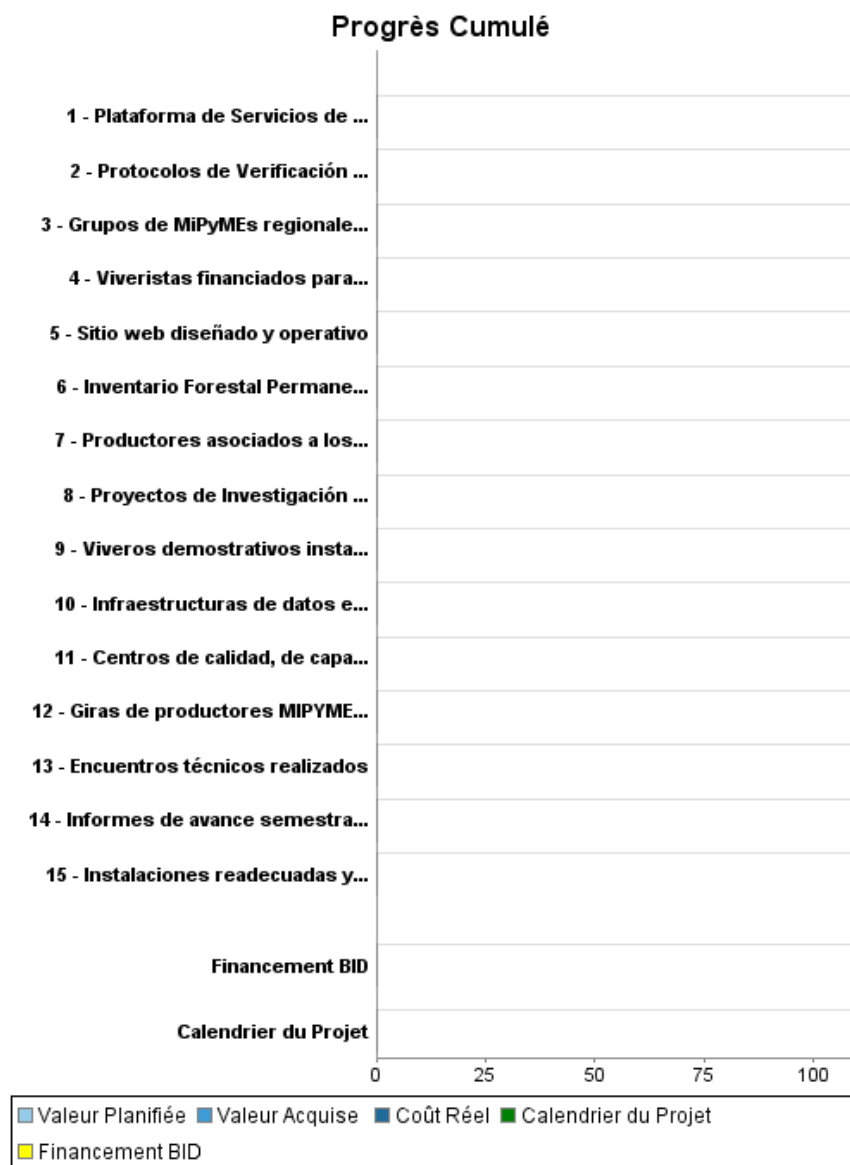 Progrès Cumulé
1 - Plataforma de Servicios de ...
2 - Protocolos de Verificación ...
3 - Grupos de MiPyMEs regionale...
4 - Viveristas financiados para...
5 - Sitio web diseñado y operativo
6 - Inventario Forestal Permane...
7 - Productores asociados a los...
8 - Proyectos de Investigación ...
9 - Viveros demostrativos insta...
10 - Infraestructuras de datos e...
11 - Centros de calidad, de capa...
12 - Giras de productores MIPYME...
13 - Encuentros técnicos realizados
14 - Informes de avance semestra...
15 - Instalaciones readecuadas y...
Financement BID
Calendrier du Projet
0 25 50 75 100
Valeur Planifiée Valeur Acquise Coût Réel Calendrier du Projet
Financement BID